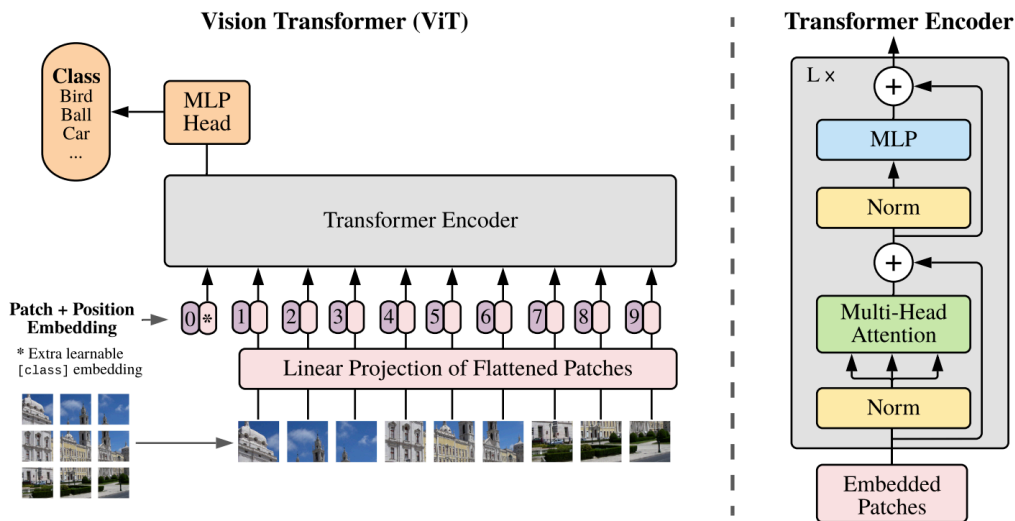 Vision Transformer (ViT)
Class
Bird
Ball
Car
...
MLP
Head
Transformer Encoder
Patch + Position
Embedding
0 * 1 2 3 4 5 6 7 8 9
* Extra learnable
[class] embedding
Linear Projection of Flattened Patches
Transformer Encoder
L ×
+
MLP
Norm
+
Multi-Head
Attention
Norm
Embedded
Patches